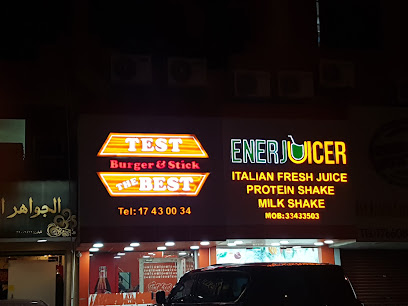 TEST
Burger & Stick
THE BEST
Tel: 17 43 00 34
ENERJUICER
ITALIAN FRESH JUICE
PROTEIN SHAKE
MILK SHAKE
MOB:33433503
الجواهر